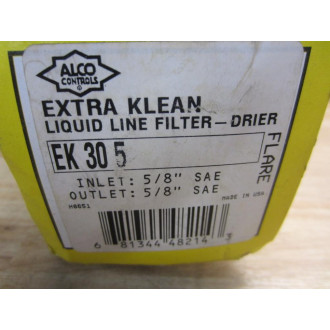 ALCO
CONTROLS
EXTRA KLEAN
LIQUID LINE FILTER—DRIER
EK 30 5
FLARE
INLET: 5/8" SAE
OUTLET: 5/8" SAE
MADE IN USA
6 81344 48214 3